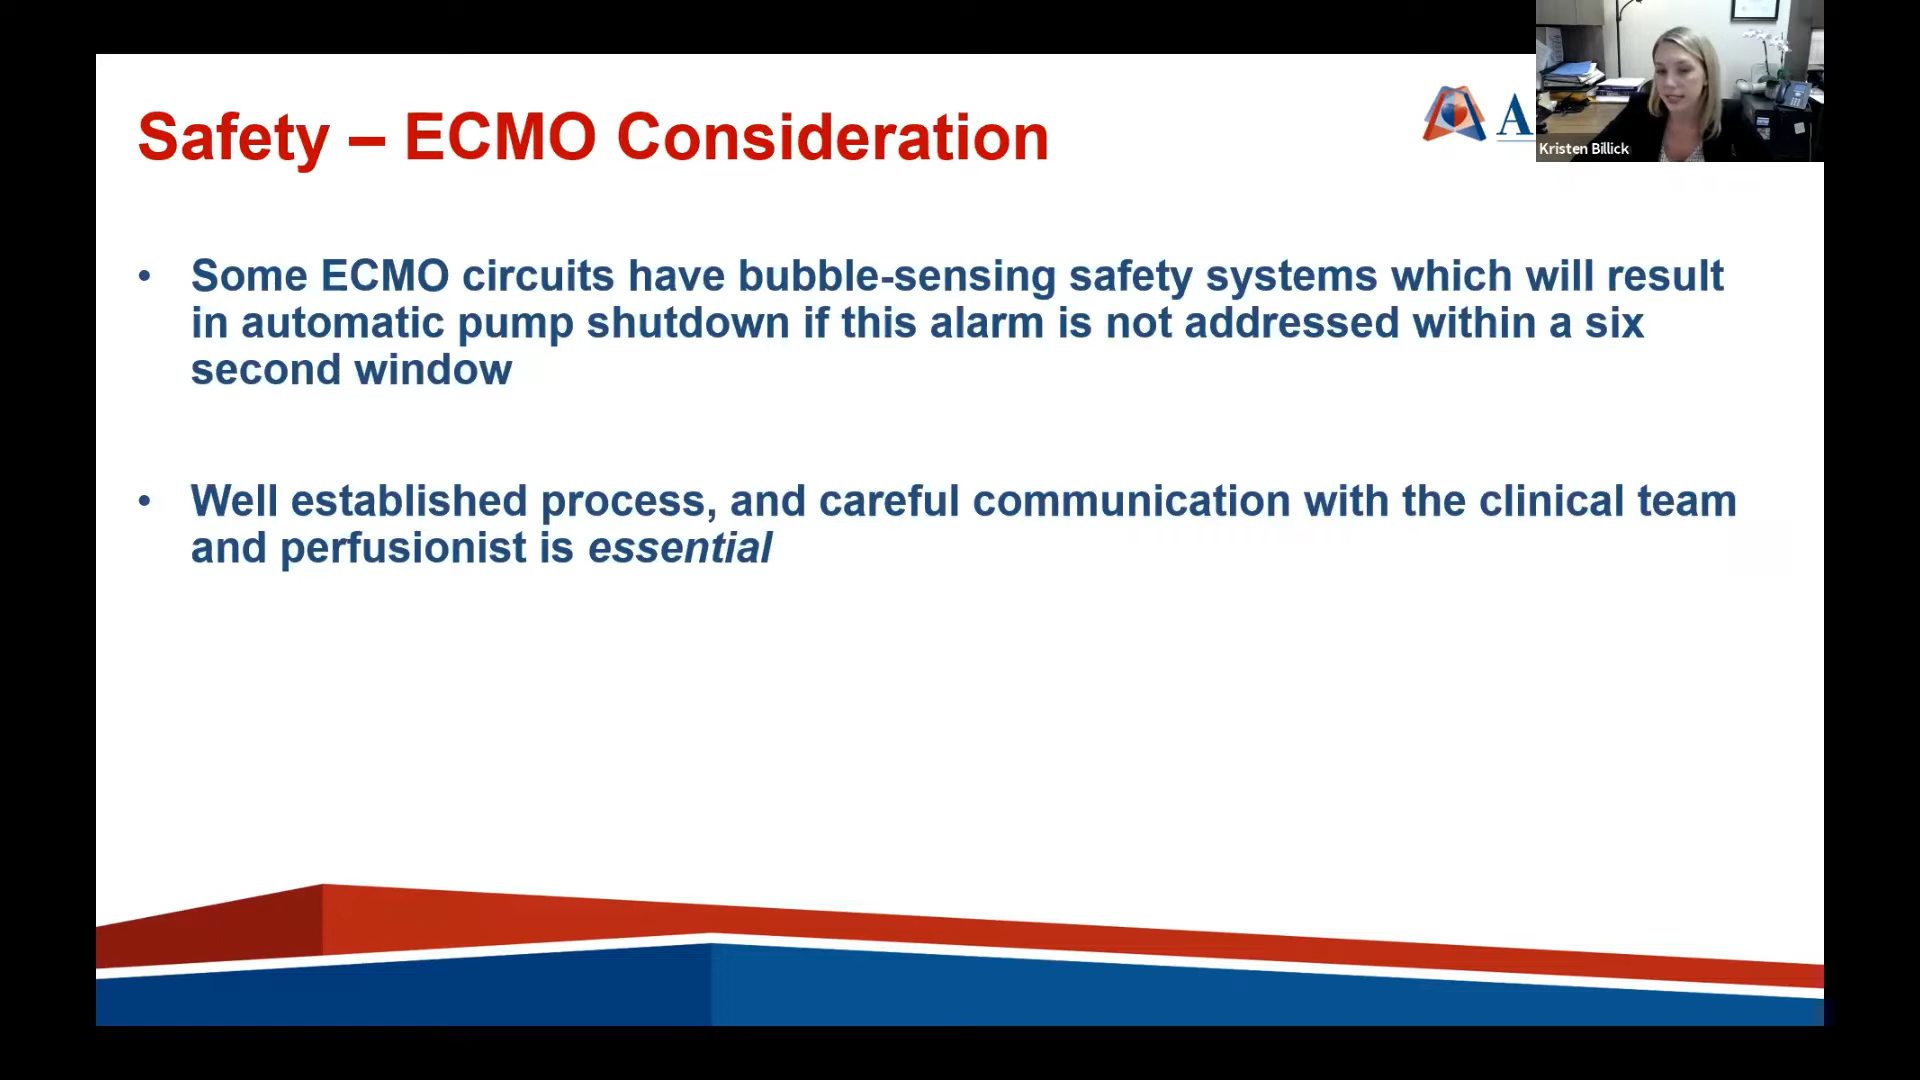 Safety – ECMO Consideration
A
Kristen Billick
• Some ECMO circuits have bubble-sensing safety systems which will result
in automatic pump shutdown if this alarm is not addressed within a six
second window
• Well established process, and careful communication with the clinical team
and perfusionist is essential